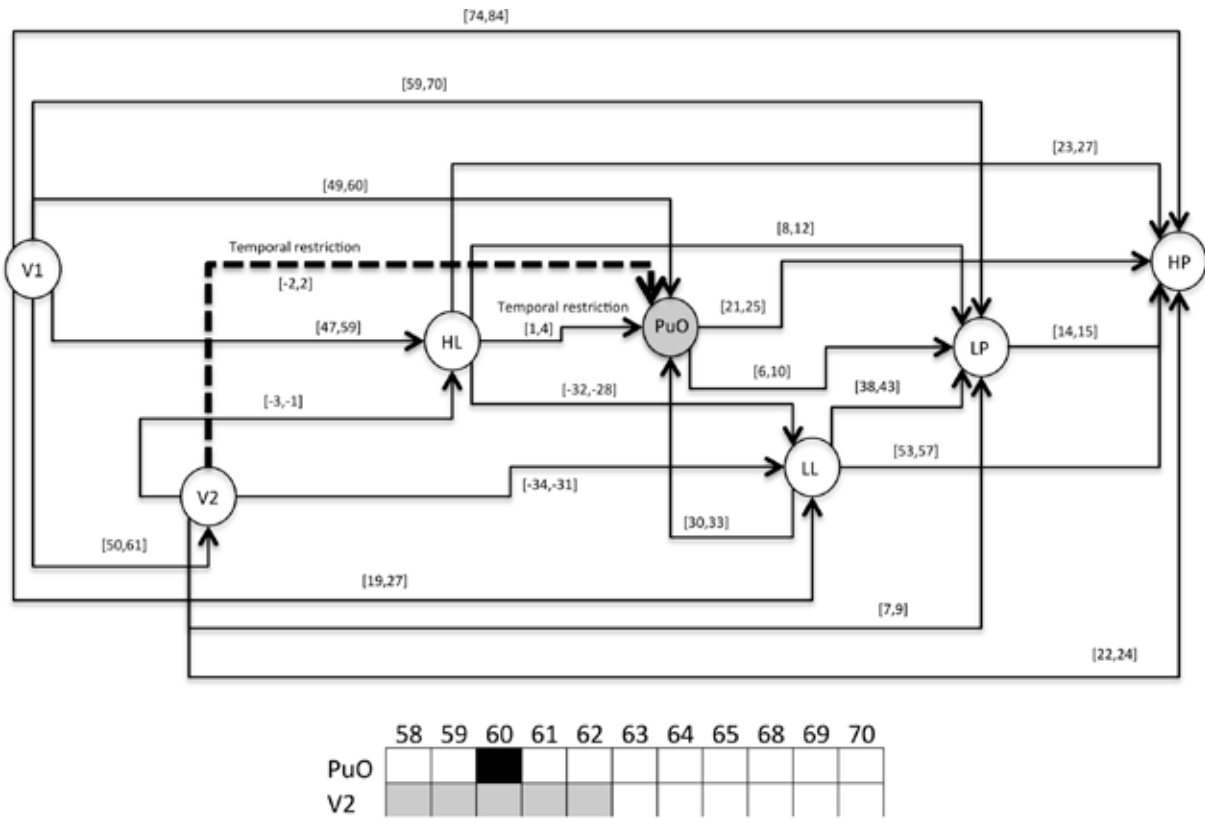 [74,84]
[59,70]
[23,27]
[49,60]
[8,12]
Temporal restriction
V1
HP
[-2,2]
Temporal restriction
[21,25]
[47,59]
[1,4]
PuO
[14,15]
HL
LP
[6,10]
[-3,-1]
[-32,-28]
[38,43]
[53,57]
LL
[-34,-31]
V2
[30,33]
[50,61]
[19,27]
[7,9]
[22,24]
58 59 60 61 62 63 64 65 68 69 70
PuO
V2